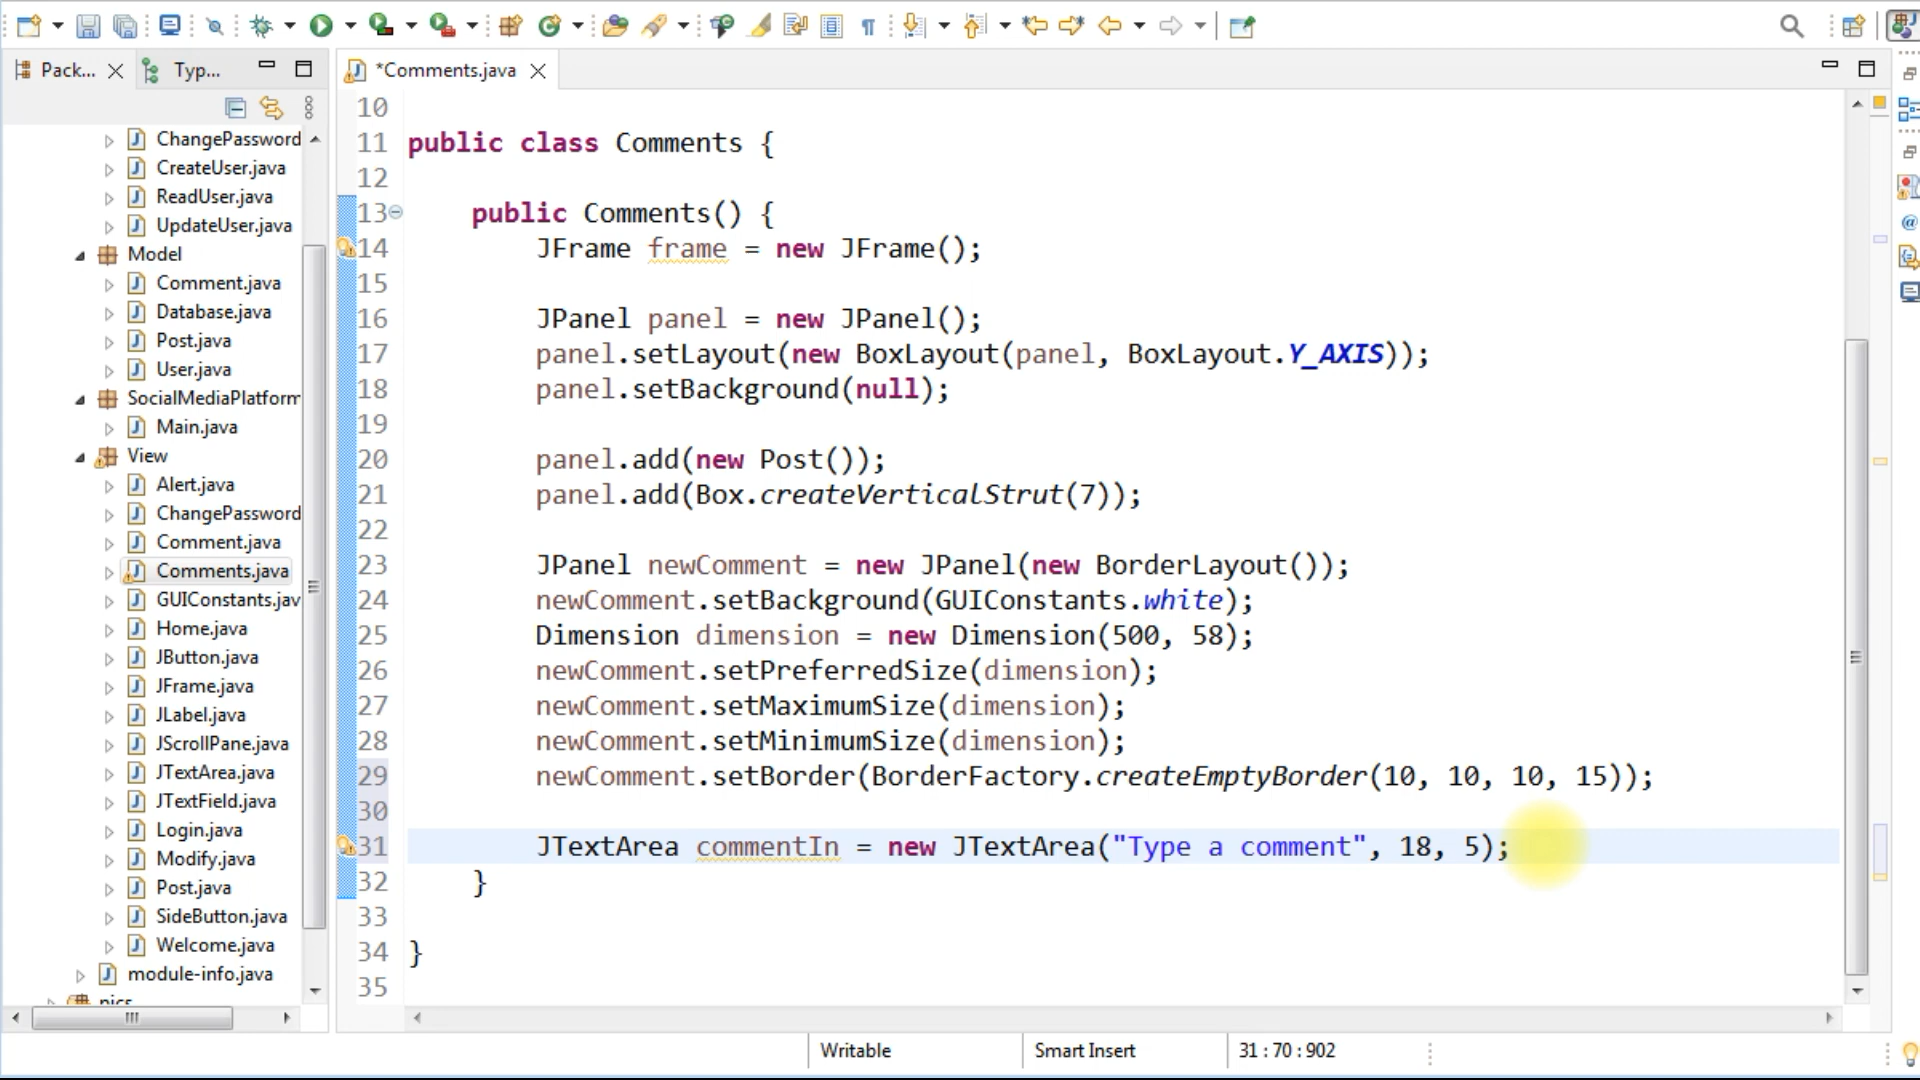 Pack...
Typ...
*Comments.java
ChangePassword
CreateUser.java
ReadUser.java
UpdateUser.java
Model
Comment.java
Database.java
Post.java
User.java
SocialMediaPlatform
Main.java
View
Alert.java
ChangePassword
Comment.java
Comments.java
GUIConstants.jav
Home.java
JButton.java
JFrame.java
JLabel.java
JScrollPane.java
JTextArea.java
JTextField.java
Login.java
Modify.java
Post.java
SideButton.java
Welcome.java
module-info.java
pics
10
11 public class Comments {
12
13 public Comments() {
14 JFrame frame = new JFrame();
15
16 JPanel panel = new JPanel();
17 panel.setLayout(new BoxLayout(panel, BoxLayout.Y_AXIS));
18 panel.setBackground(null);
19
20 panel.add(new Post());
21 panel.add(Box.createVerticalStrut(7));
22
23 JPanel newComment = new JPanel(new BorderLayout());
24 newComment.setBackground(GUIConstants.white);
25 Dimension dimension = new Dimension(500, 58);
26 newComment.setPreferredSize(dimension);
27 newComment.setMaximumSize(dimension);
28 newComment.setMinimumSize(dimension);
29 newComment.setBorder(BorderFactory.createEmptyBorder(10, 10, 10, 15));
30
31 JTextArea commentIn = new JTextArea("Type a comment", 18, 5);
32 }
33
34 }
35
Writable
Smart Insert
31 : 70 : 902